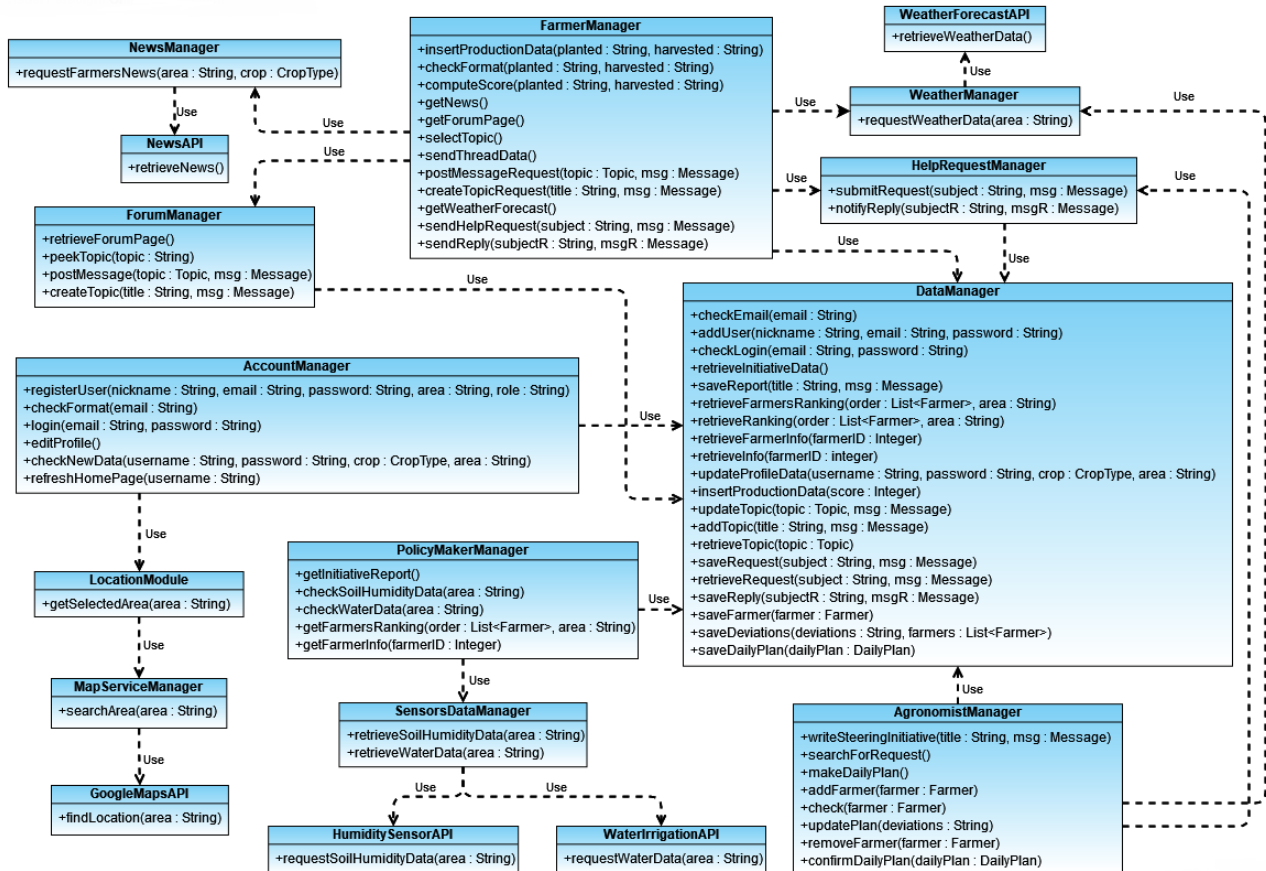 NewsManager
+requestFarmersNews(area : String, crop : CropType)
Use
NewsAPI
+retrieveNews()
FarmerManager
+insertProductionData(planted : String, harvested : String)
+checkFormat(planted : String, harvested : String)
+computeScore(planted : String, harvested : String)
+getNews()
+getForumPage()
+selectTopic()
+sendThreadData()
+postMessageRequest(topic : Topic, msg : Message)
+createTopicRequest(title : String, msg : Message)
+getWeatherForecast()
+sendHelpRequest(subject : String, msg : Message)
+sendReply(subjectR : String, msgR : Message)
Use
Use
Use
Use
Use
WeatherForecastAPI
+retrieveWeatherData()
Use
WeatherManager
+requestWeatherData(area : String)
Use
HelpRequestManager
+submitRequest(subject : String, msg : Message)
+notifyReply(subjectR : String, msgR : Message)
Use
Use
ForumManager
+retrieveForumPage()
+peekTopic(topic : String)
+postMessage(topic : Topic, msg : Message)
+createTopic(title : String, msg : Message)
Use
DataManager
+checkEmail(email : String)
+addUser(nickname : String, email : String, password : String)
+checkLogin(email : String, password : String)
+retrieveInitiativeData()
+saveReport(title : String, msg : Message)
+retrieveFarmersRanking(order : List<Farmer>, area : String)
+retrieveRanking(order : List<Farmer>, area : String)
+retrieveFarmerInfo(farmerID : Integer)
+retrieveInfo(farmerID : integer)
+updateProfileData(username : String, password : String, crop : CropType, area : String)
+insertProductionData(score : Integer)
+updateTopic(topic : Topic, msg : Message)
+addTopic(title : String, msg : Message)
+retrieveTopic(topic : Topic)
+saveRequest(subject : String, msg : Message)
+retrieveRequest(subject : String, msg : Message)
+saveReply(subjectR : String, msgR : Message)
+saveFarmer(farmer : Farmer)
+saveDeviations(deviations : String, farmers : List<Farmer>)
+saveDailyPlan(dailyPlan : DailyPlan)
AccountManager
+registerUser(nickname : String, email : String, password: String, area : String, role : String)
+checkFormat(email : String)
+login(email : String, password : String)
+editProfile()
+checkNewData(username : String, password : String, crop : CropType, area : String)
+refreshHomePage(username : String)
Use
Use
LocationModule
+getSelectedArea(area : String)
Use
MapServiceManager
+searchArea(area : String)
Use
GoogleMapsAPI
+findLocation(area : String)
PolicyMakerManager
+getInitiativeReport()
+checkSoilHumidityData(area : String)
+checkWaterData(area : String)
+getFarmersRanking(order : List<Farmer>, area : String)
+getFarmerInfo(farmerID : Integer)
Use
Use
SensorsDataManager
+retrieveSoilHumidityData(area : String)
+retrieveWaterData(area : String)
Use
Use
HumiditySensorAPI
+requestSoilHumidityData(area : String)
WaterIrrigationAPI
+requestWaterData(area : String)
Use
AgronomistManager
+writeSteeringInitiative(title : String, msg : Message)
+searchForRequest()
+makeDailyPlan()
+addFarmer(farmer : Farmer)
+check(farmer : Farmer)
+updatePlan(deviations : String)
+removeFarmer(farmer : Farmer)
+confirmDailyPlan(dailyPlan : DailyPlan)